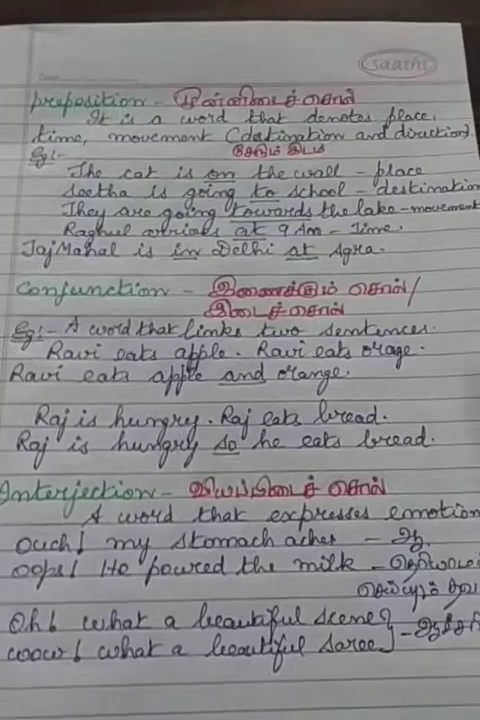 Saathi
Date
preposition - முன்னிடைச் சொல்
It is a word that denotes place,
time, movement (destination and direction).
சேரும் இடம்
Eg:-
The cat is on the wall - place
Seetha is going to school - destination
They are going towards the lake - movement
Raghul arrives at 9 Am - Time.
TajMahal is in Delhi at Agra.
Conjunction - இணைக்கும் சொல்/
இடைச் சொல்
Eg:- A word that links two sentences.
Ravi eats apple. Ravi eats orage.
Ravi eats apple and orange.
Raj is hungry. Raj eats bread.
Raj is hungry so he eats bread.
Interjection - வியப்பிடைச் சொல்
A word that expresses emotion
Ouch! my stomach aches - ஆ
Oops! He poured the milk -
செய்யும்
Oh! what a beautiful scene?
woow! what a beautiful saree